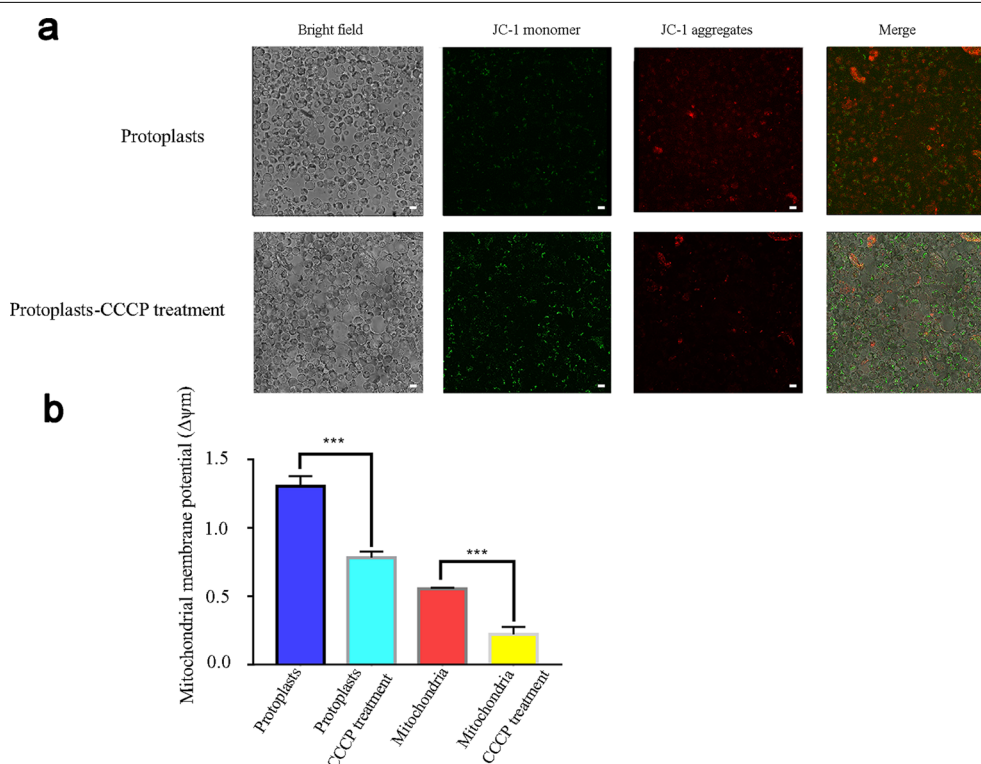 a
Bright field
JC-1 monomer
JC-1 aggregates
Merge
Protoplasts
Protoplasts-CCCP treatment
b
Mitochondrial membrane potential (Δψm)
1.5
1.0
0.5
0.0
***
***
Protoplasts
Protoplasts
CCCP treatment
Mitochondria
Mitochondria
CCCP treatment